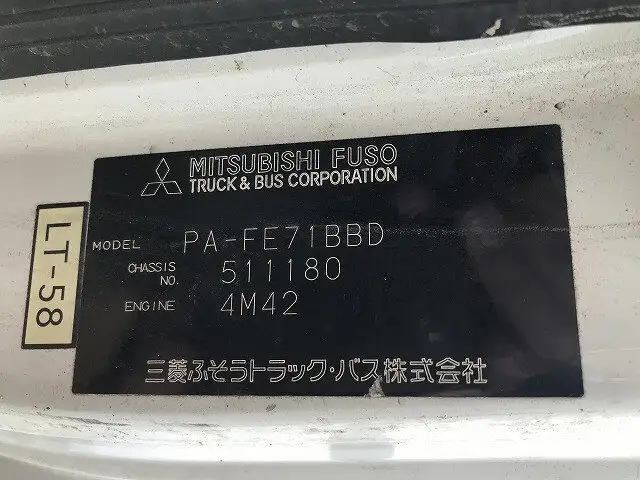 MITSUBISHI FUSO
TRUCK & BUS CORPORATION
MODEL PA-FE71BBD
CHASSIS NO. 511180
ENGINE 4M42
三菱ふそうトラック・バス株式会社
LT-58